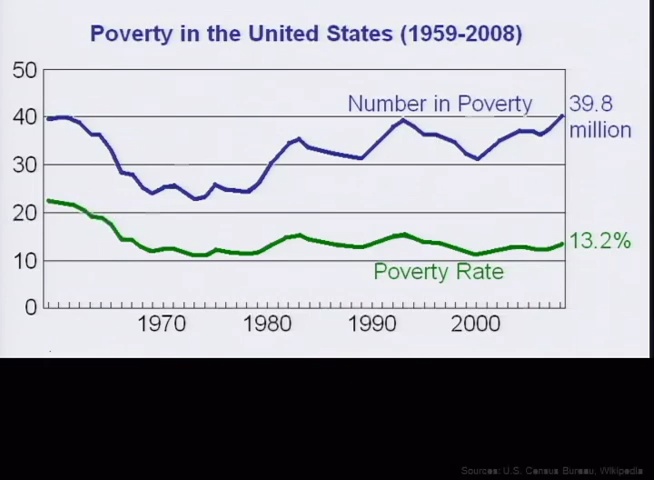 Poverty in the United States (1959-2008)
50
40
30
20
10
0
Number in Poverty
39.8
million
13.2%
Poverty Rate
1970
1980
1990
2000
Sources: U.S. Census Bureau, Wikipedia